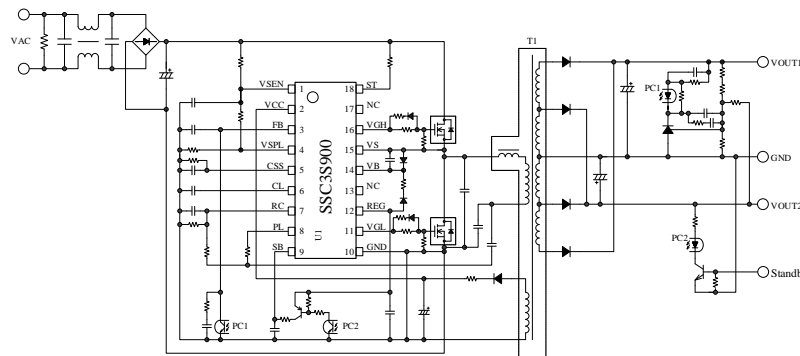 T1
VAC
VOUT1
PC1
VSEN 1 18 ST
VCC 2 17 NC
FB 3 16 VGH
VSPL 4 15 VS
CSS 5 14 VB
CL 6 13 NC
RC 7 12 REG
PL 8 11 VGL
SB 9 10 GND
SSC3S900
U1
GND
VOUT2
PC2
Standb
PC1
PC2